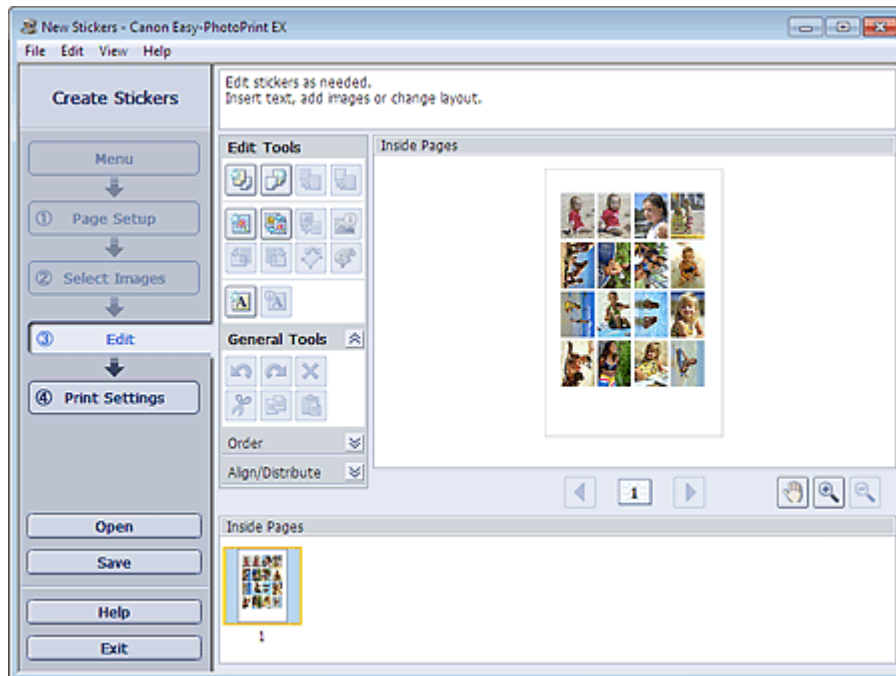 New Stickers - Canon Easy-PhotoPrint EX
File Edit View Help
Create Stickers
Edit stickers as needed.
Insert text, add images or change layout.
Menu
① Page Setup
② Select Images
③ Edit
④ Print Settings
Open
Save
Help
Exit
Edit Tools
A A
General Tools
Order
Align/Distribute
Inside Pages
1
Inside Pages
1